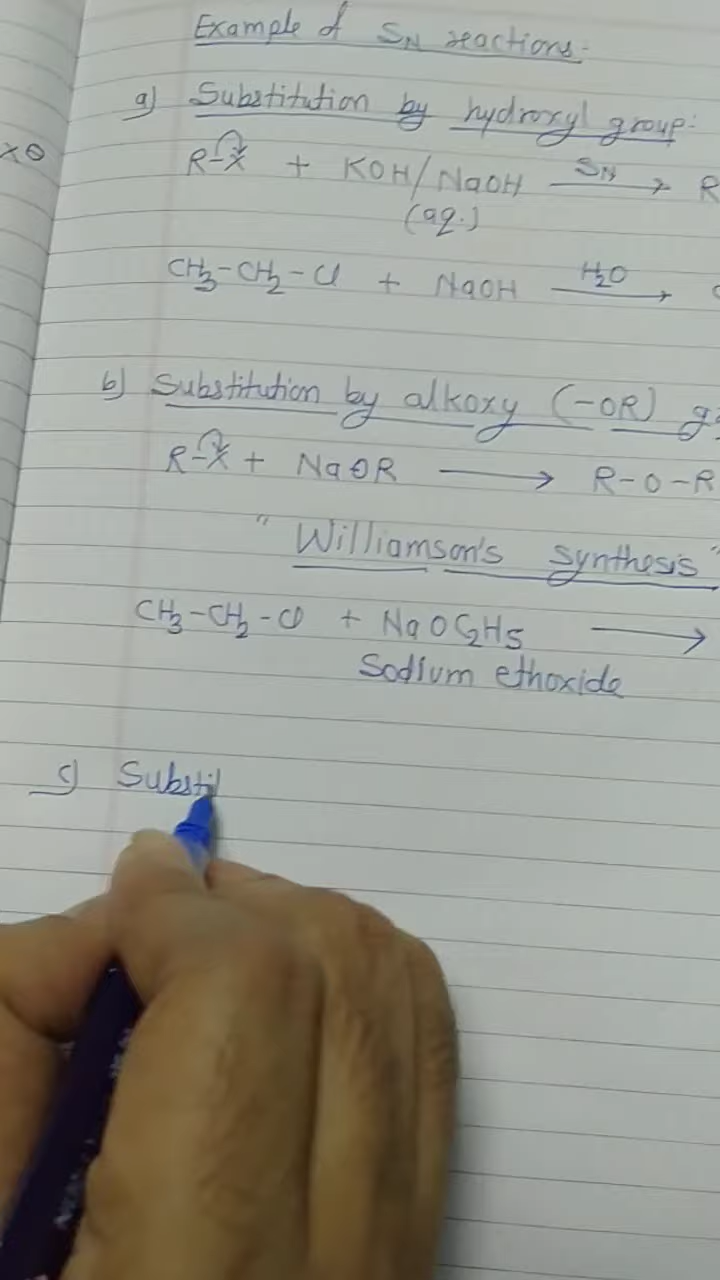 Example of SN reactions-
a) Substitution by hydroxyl group:
x⊖
R-X + KOH/NaOH SN→ R
(aq.)
CH3-CH2-Cl + NaOH H2O→
b) Substitution by alkoxy (-OR)
R-X + NaOR → R-O-R
"Williamson's synthesis"
CH3-CH2-Cl + NaOC2H5 →
Sodium ethoxide
c) Substi